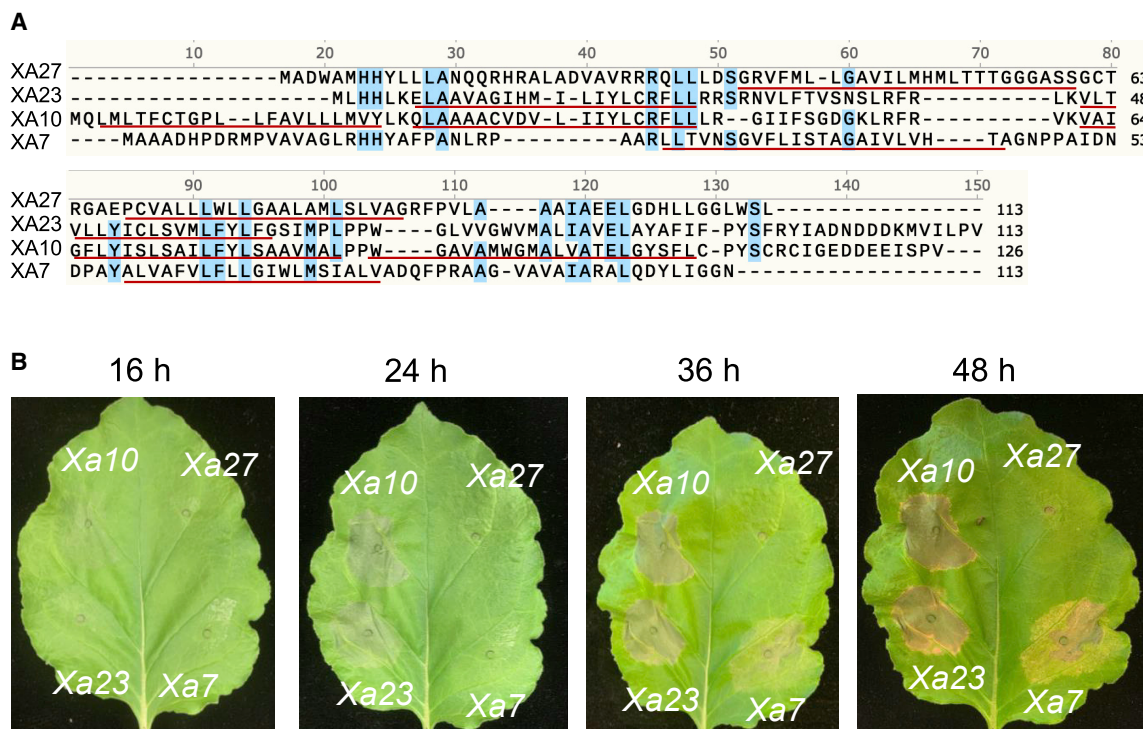 A
10 20 30 40 50 60 70 80
XA27 ----------------MADWAMHHYLLLANQQRHRALADVAVRRRQLLLDSGRVFML-LGAVILMHMLTTTGGGASSGCT 63
XA23 --------------------MLHHLKELAAVAGIHM-I-LIYLCRFLLRRSRNVLFTVSNSLRFR----------LKVLT 48
XA10 MQLMLTFCTGPL--LFAVLLLMVYLKQLAAAACVDV-L-IIYLCRFLLLR--GIIFSGDGKLRFR----------VKVAI 64
XA7 ----MAAADHPDRMPVAVAGLRHHYAFPANLRP---------AARLLTVNSGVFLISTAGAIVLVH----TAGNPPAIDN 53
90 100 110 120 130 140 150
XA27 RGAEPCVALLLWLLGAALAMLSLVAGRFPVLA----AAIAEELGDHLLGGLWSL---------------- 113
XA23 VLLYICLSVMLFYLFGSIMPLPPW----GLVVGWVMALIAVELAYAFIF-PYSFRYIADNDDDKMVILPV 113
XA10 GFLYISLSAILFYLSAAVMALPPW----GAVAMWGMALVATELGYSFLC-PYSCRCIGEDDEEISPV--- 126
XA7 DPAYALVAFVLFLLGIWLMSIALVADQFPRAAG-VAVAIARALQDYLIGGN------------------- 113
B
16 h 24 h 36 h 48 h
Xa10 Xa27 Xa10 Xa27 Xa10 Xa27 Xa10 Xa27
Xa23 Xa7 Xa23 Xa7 Xa23 Xa7 Xa23 Xa7